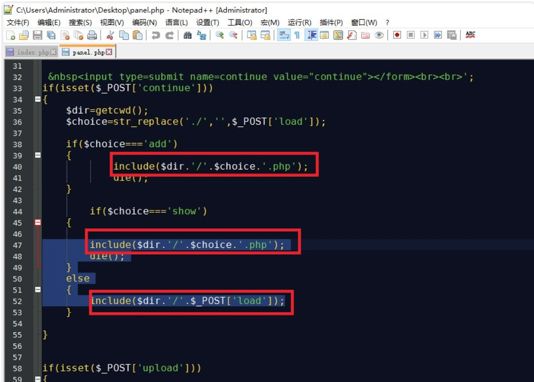 C:\Users\Administrator\Desktop\panel.php - Notepad++ [Administrator]
文件(F) 编辑(E) 搜索(S) 视图(V) 编码(N) 语言(L) 设置(T) 工具(O) 宏(M) 运行(R) 插件(P) 窗口(W) ?
index.php panel.php
31
32 &nbsp<input type=submit name=continue value="continue"></form><br><br>';
33 if(isset($_POST['continue']))
34 {
35 $dir=getcwd();
36 $choice=str_replace('./','',$_POST['load']);
37
38 if($choice==='add')
39 {
40 include($dir.'/'.$choice.'.php');
41 die();
42 }
43
44 if($choice==='show')
45 {
46
47 include($dir.'/'.$choice.'.php');
48 die();
49 }
50 else
51 {
52 include($dir.'/'.$_POST['load']);
53 }
54
55 }
56
57
58 if(isset($_POST['upload']))
59 {